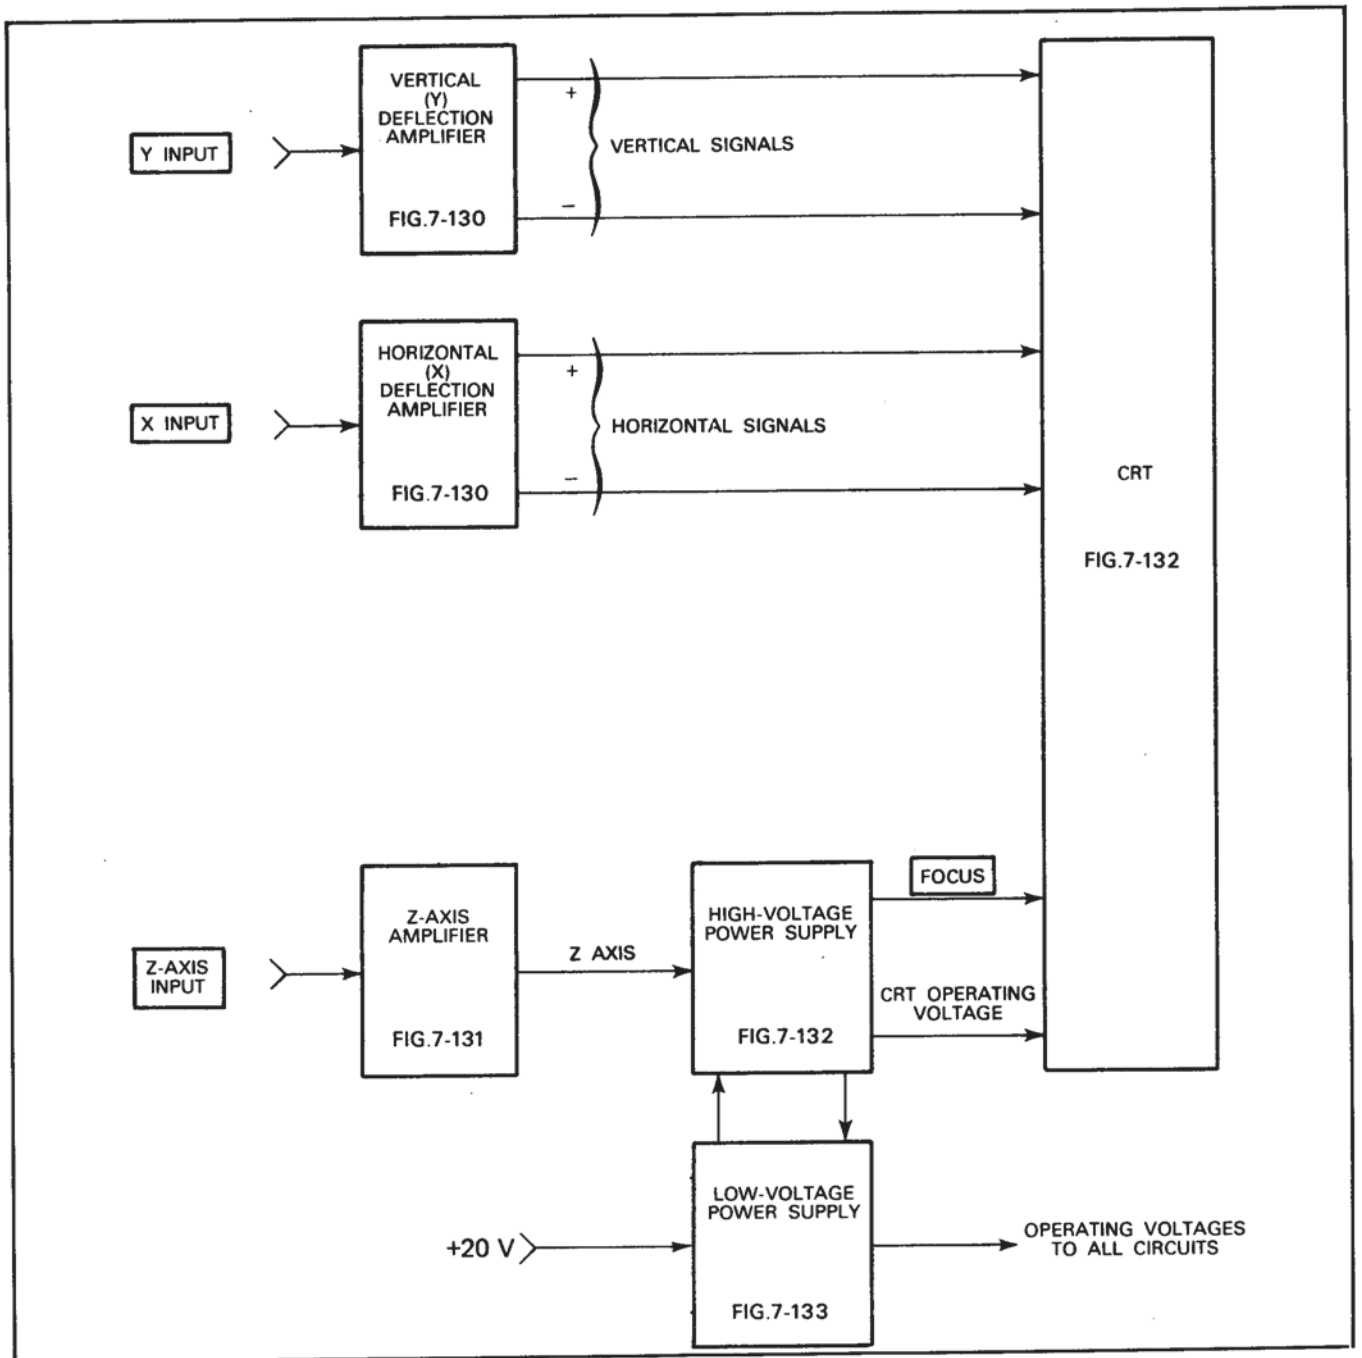 VERTICAL
(Y)
DEFLECTION
AMPLIFIER
FIG.7-130
Y INPUT
+
VERTICAL SIGNALS
−
HORIZONTAL
(X)
DEFLECTION
AMPLIFIER
FIG.7-130
X INPUT
+
HORIZONTAL SIGNALS
−
CRT
FIG.7-132
Z-AXIS
INPUT
Z-AXIS
AMPLIFIER
FIG.7-131
Z AXIS
HIGH-VOLTAGE
POWER SUPPLY
FIG.7-132
FOCUS
CRT OPERATING
VOLTAGE
+20 V
LOW-VOLTAGE
POWER SUPPLY
FIG.7-133
OPERATING VOLTAGES
TO ALL CIRCUITS